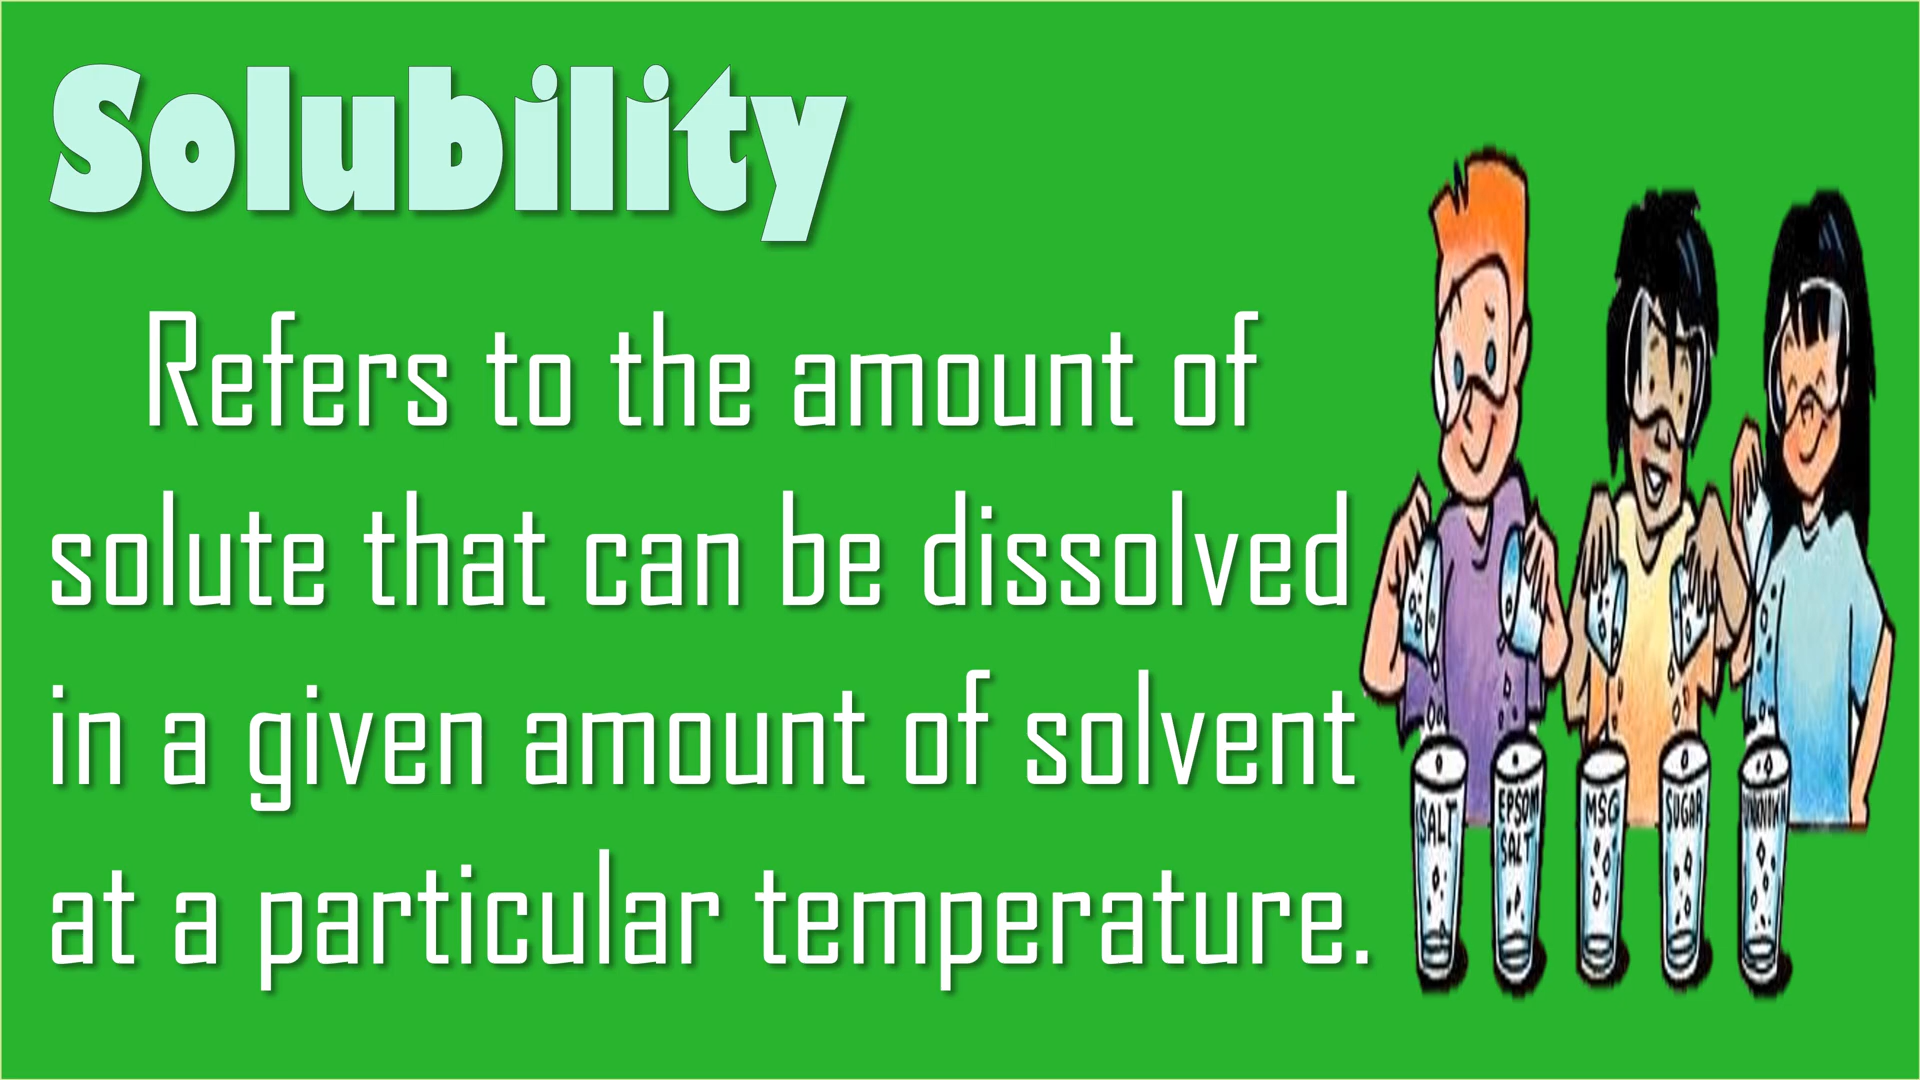 Solubility
Refers to the amount of
solute that can be dissolved
in a given amount of solvent
at a particular temperature.
SALT
EPSOM
SALT
MSG
SUGAR
UNKNOWN